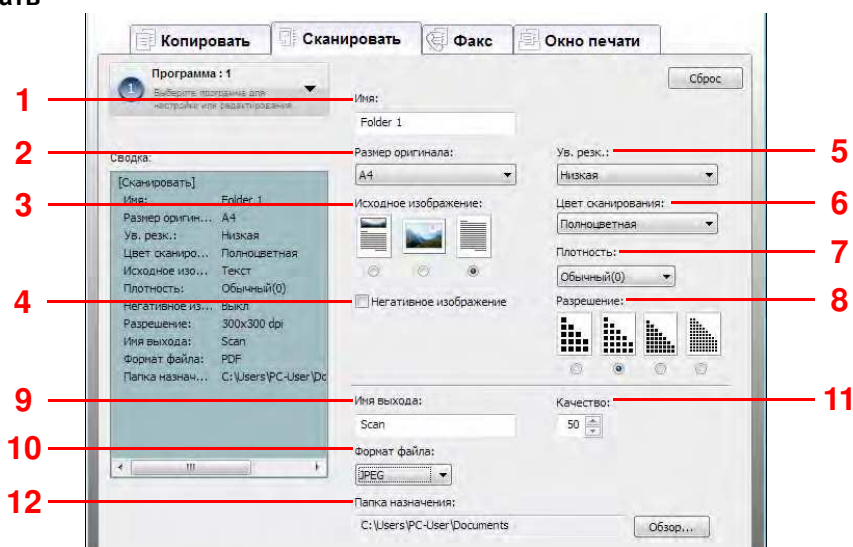 ать
Копировать Сканировать Факс Окно печати
1 Программа : 1
Выберите программа для
настройки или редактирования
Сброс
1 Имя:
Folder 1
2 Размер оригинала:
A4
Ув. резк.: 5
Низкая
3 Исходное изображение:
Цвет сканирования: 6
Полноцветная
Плотность: 7
Обычный(0)
4 Негативное изображение
Разрешение: 8
Сводка:
[Сканировать]
Имя: Folder 1
Размер оригин... A4
Ув. резк.: Низкая
Цвет сканиро... Полноцветная
Исходное изо... Текст
Плотность: Обычный(0)
Негативное из... Выкл
Разрешение: 300x300 dpi
Имя выхода: Scan
Формат файла: PDF
Папка назнач... C:\Users\PC-User\Do
9 Имя выхода:
Scan
Качество: 11
50
10 Формат файла:
JPEG
12 Папка назначения:
C:\Users\PC-User\Documents
Обзор...